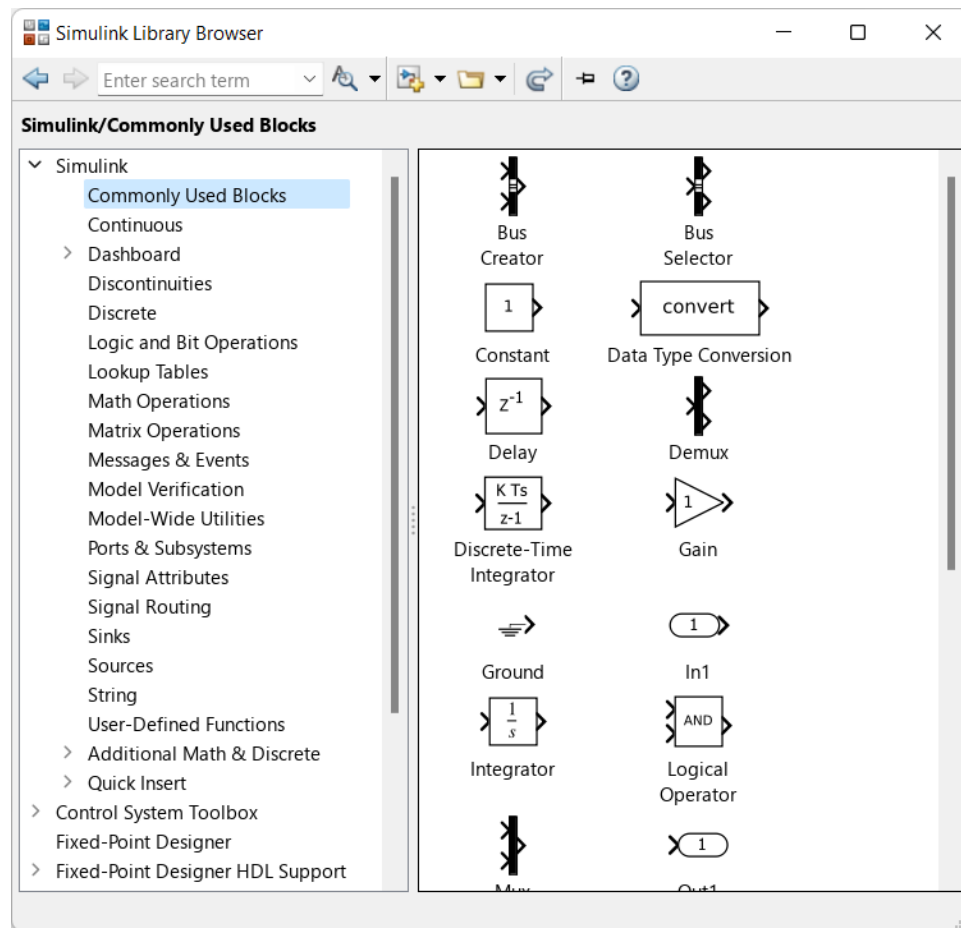 Simulink Library Browser
Enter search term
Simulink/Commonly Used Blocks
Simulink
Commonly Used Blocks
Continuous
Dashboard
Discontinuities
Discrete
Logic and Bit Operations
Lookup Tables
Math Operations
Matrix Operations
Messages & Events
Model Verification
Model-Wide Utilities
Ports & Subsystems
Signal Attributes
Signal Routing
Sinks
Sources
String
User-Defined Functions
Additional Math & Discrete
Quick Insert
Control System Toolbox
Fixed-Point Designer
Fixed-Point Designer HDL Support
Bus
Creator
Bus
Selector
1
Constant
convert
Data Type Conversion
z⁻¹
Delay
Demux
K Ts
z-1
Discrete-Time
Integrator
1
Gain
Ground
1
In1
1
s
Integrator
AND
Logical
Operator
Mux
1
Out1